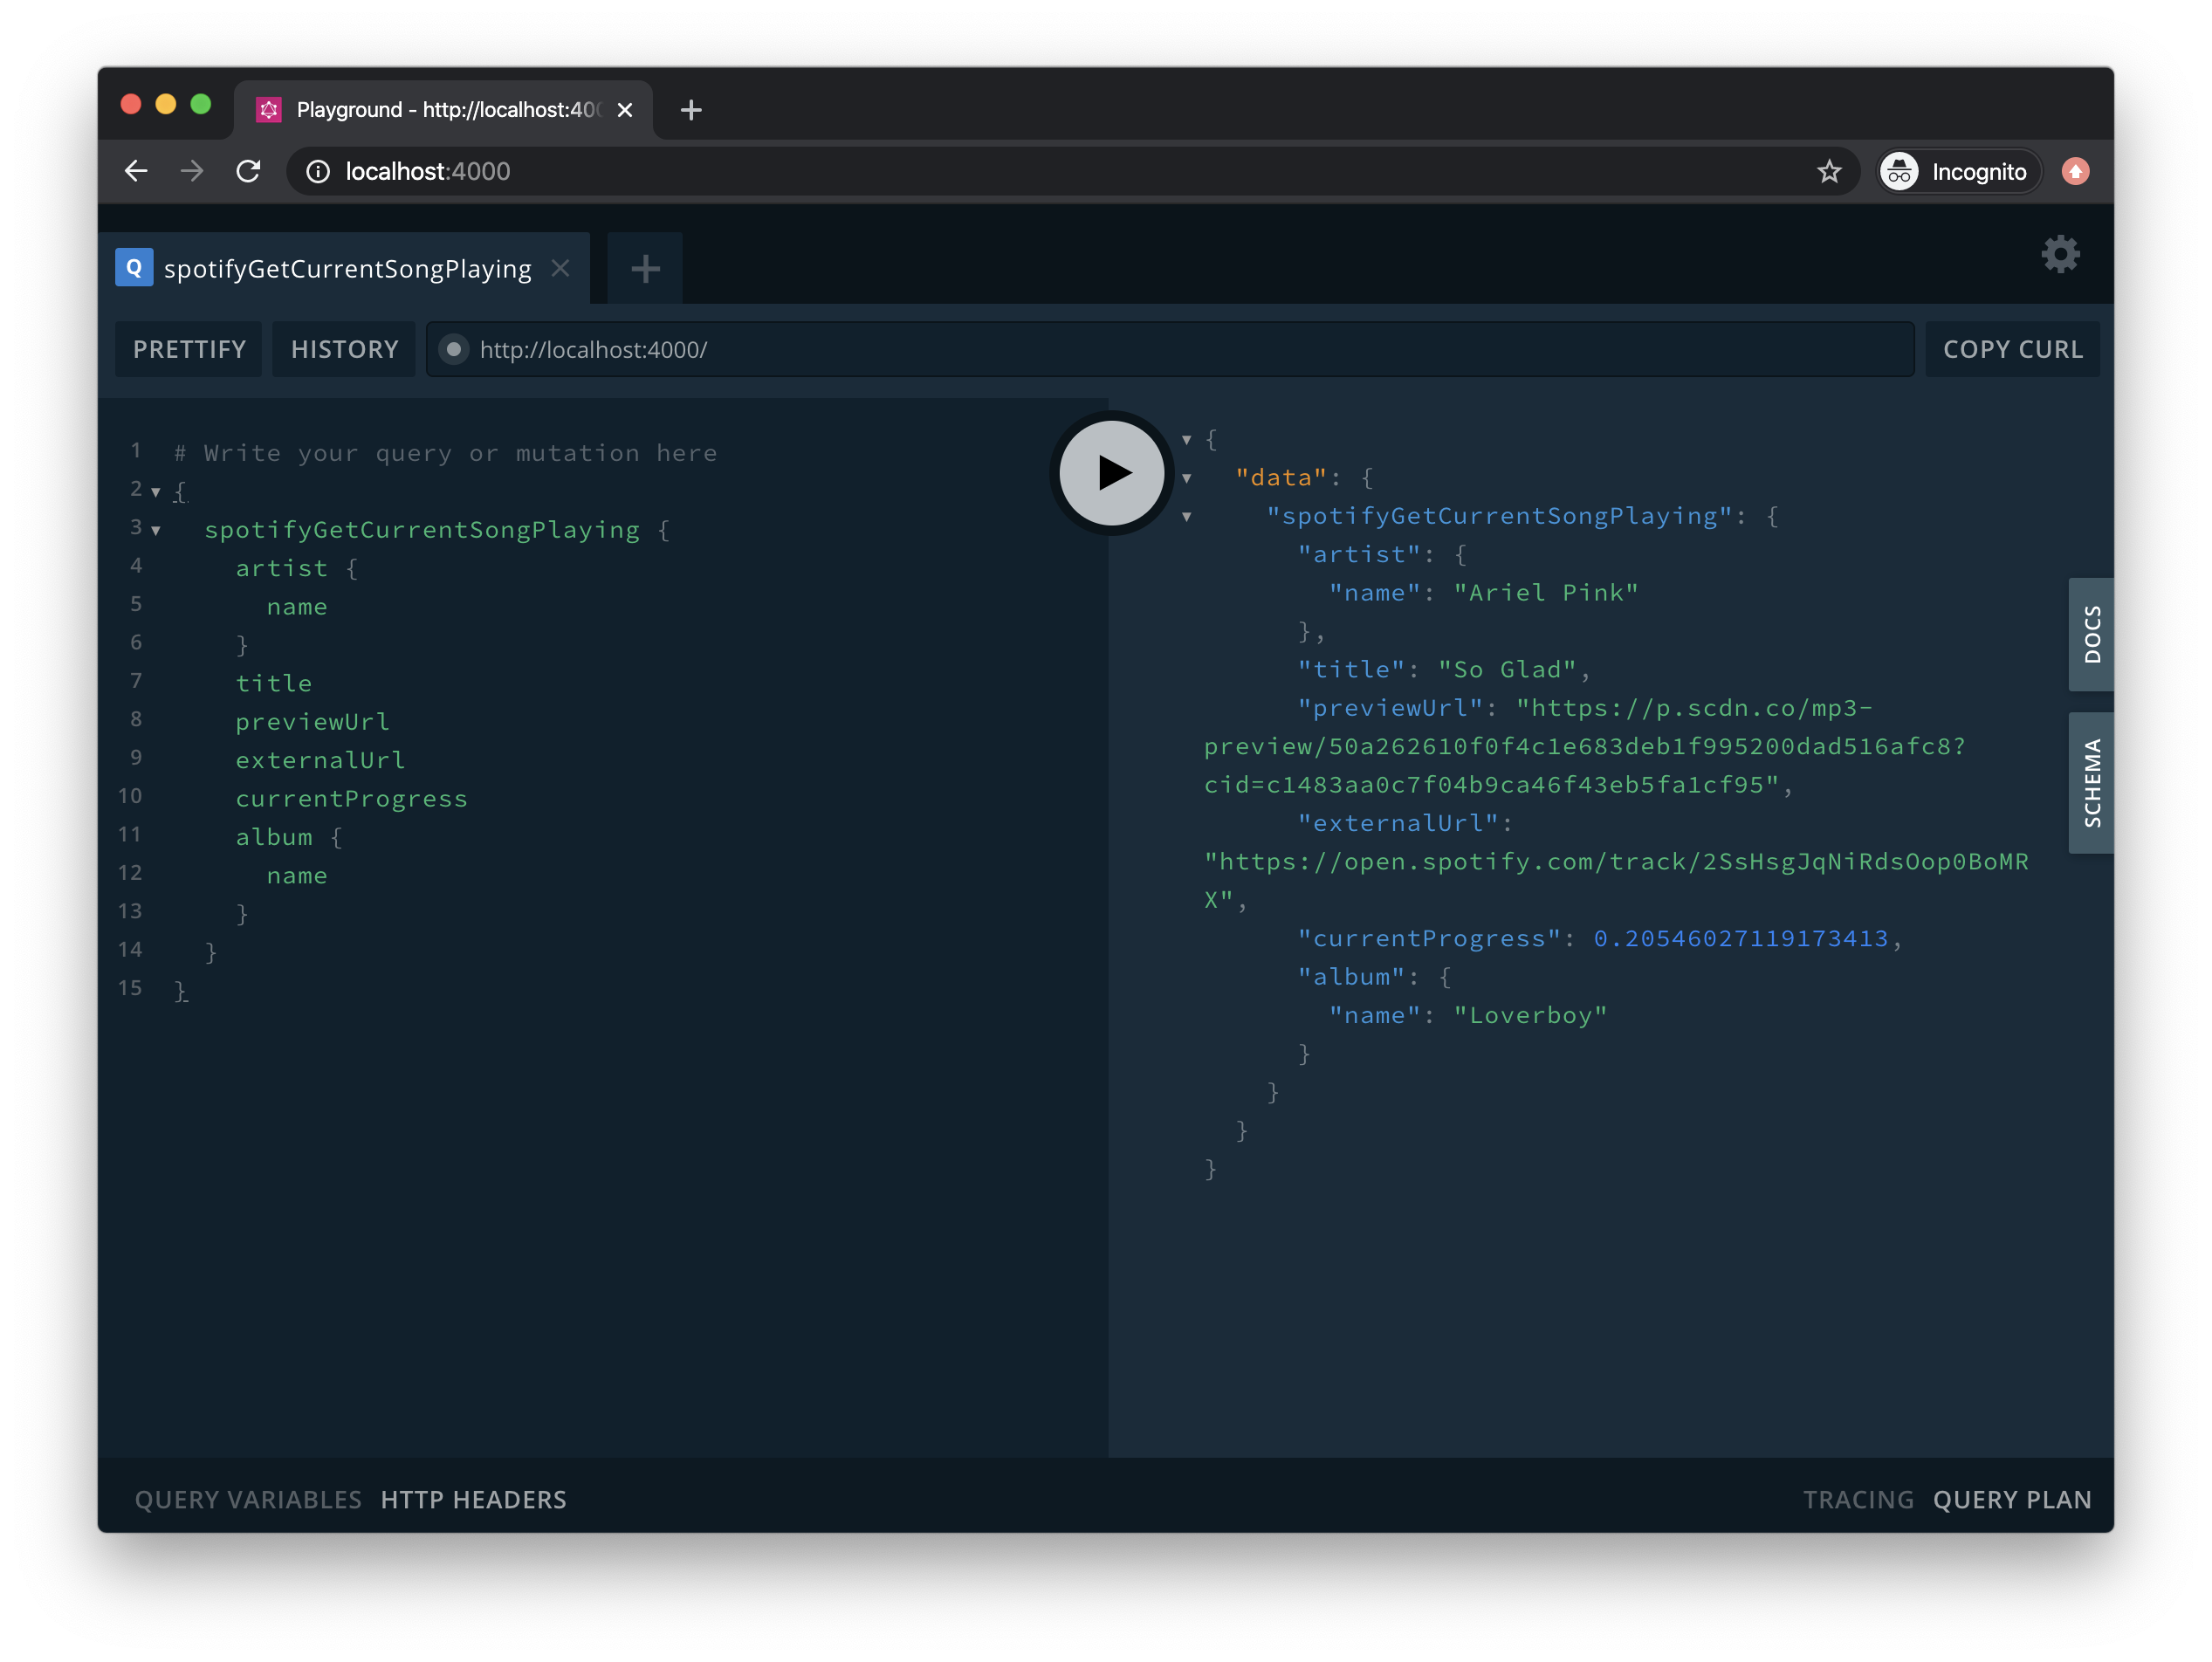 Playground - http://localhost:400
localhost:4000
Incognito
Q spotifyGetCurrentSongPlaying
PRETTIFY
HISTORY
http://localhost:4000/
COPY CURL
1 # Write your query or mutation here
2 {
3 spotifyGetCurrentSongPlaying {
4 artist {
5 name
6 }
7 title
8 previewUrl
9 externalUrl
10 currentProgress
11 album {
12 name
13 }
14 }
15 }
{
"data": {
"spotifyGetCurrentSongPlaying": {
"artist": {
"name": "Ariel Pink"
},
"title": "So Glad",
"previewUrl": "https://p.scdn.co/mp3-
preview/50a262610f0f4c1e683deb1f995200dad516afc8?
cid=c1483aa0c7f04b9ca46f43eb5fa1cf95",
"externalUrl":
"https://open.spotify.com/track/2SsHsgJqNiRdsOop0BoMR
X",
"currentProgress": 0.20546027119173413,
"album": {
"name": "Loverboy"
}
}
}
}
DOCS
SCHEMA
QUERY VARIABLES
HTTP HEADERS
TRACING
QUERY PLAN